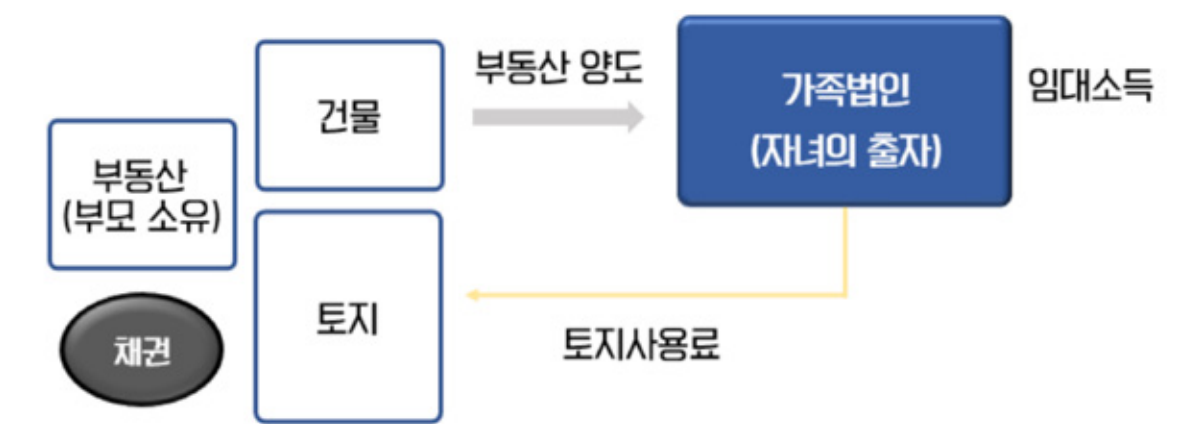 건물
부동산 양도
가족법인
(자녀의 출자)
임대소득
부동산
(부모 소유)
토지
채권
토지사용료